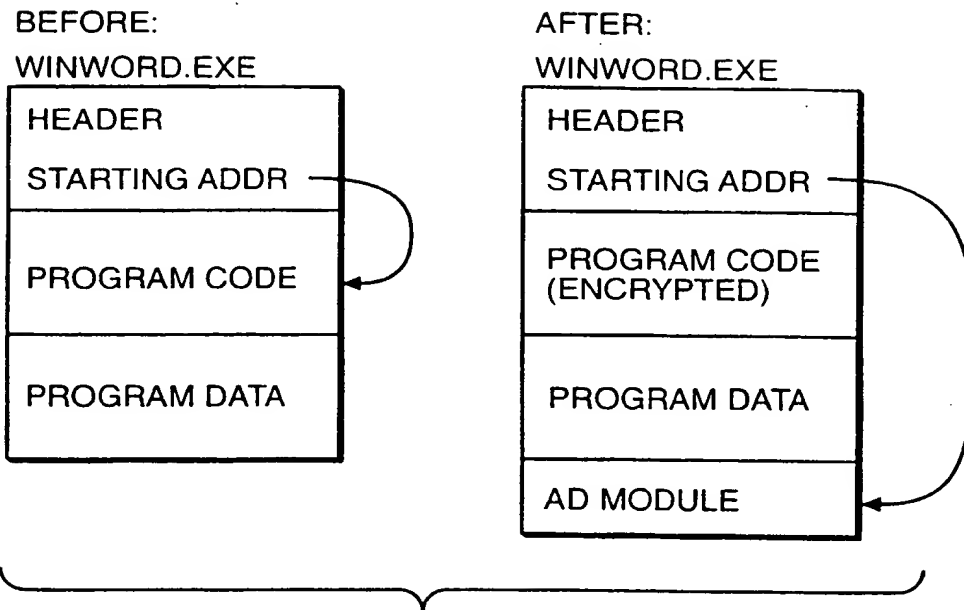 BEFORE:
WINWORD.EXE
HEADER
STARTING ADDR
PROGRAM CODE
PROGRAM DATA
AFTER:
WINWORD.EXE
HEADER
STARTING ADDR
PROGRAM CODE
(ENCRYPTED)
PROGRAM DATA
AD MODULE